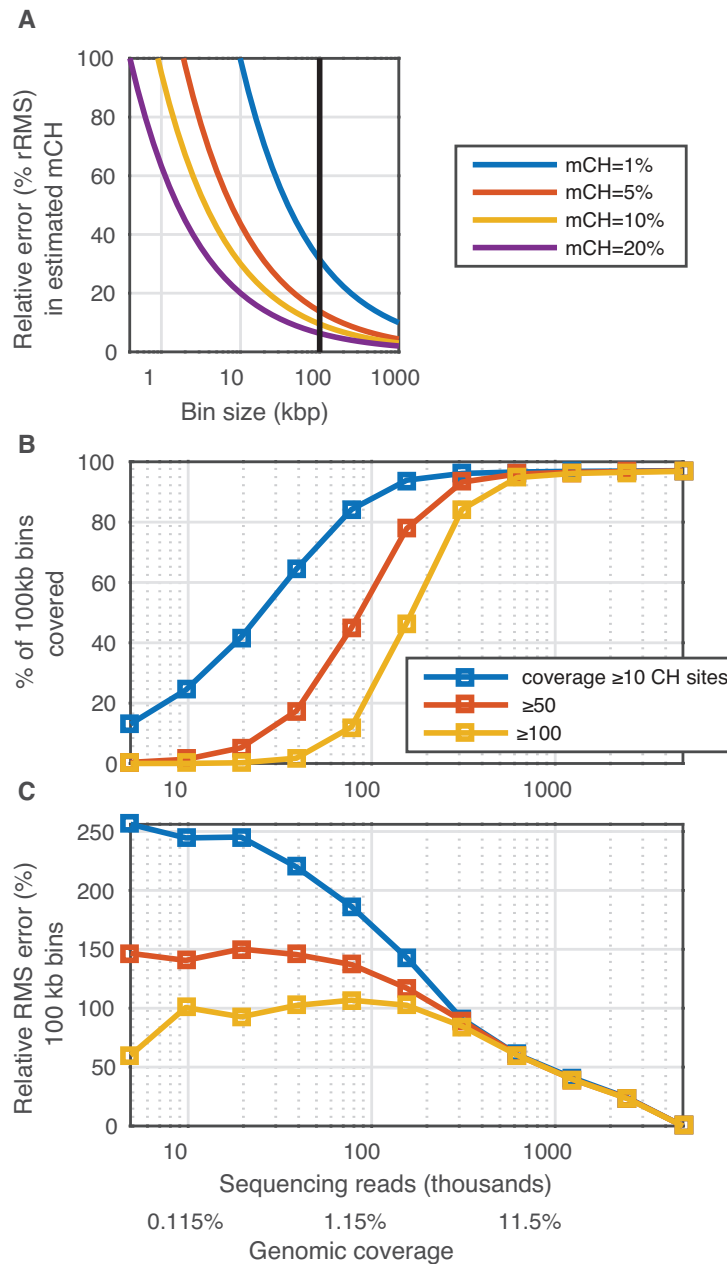 A
Relative error (% rRMS)
in estimated mCH
100
80
60
40
20
0
1 10 100 1000
Bin size (kbp)
mCH=1%
mCH=5%
mCH=10%
mCH=20%
B
% of 100kb bins
covered
100
80
60
40
20
0
10 100 1000
coverage ≥10 CH sites
≥50
≥100
C
Relative RMS error (%)
100 kb bins
250
200
150
100
50
0
10 100 1000
Sequencing reads (thousands)
0.115% 1.15% 11.5%
Genomic coverage